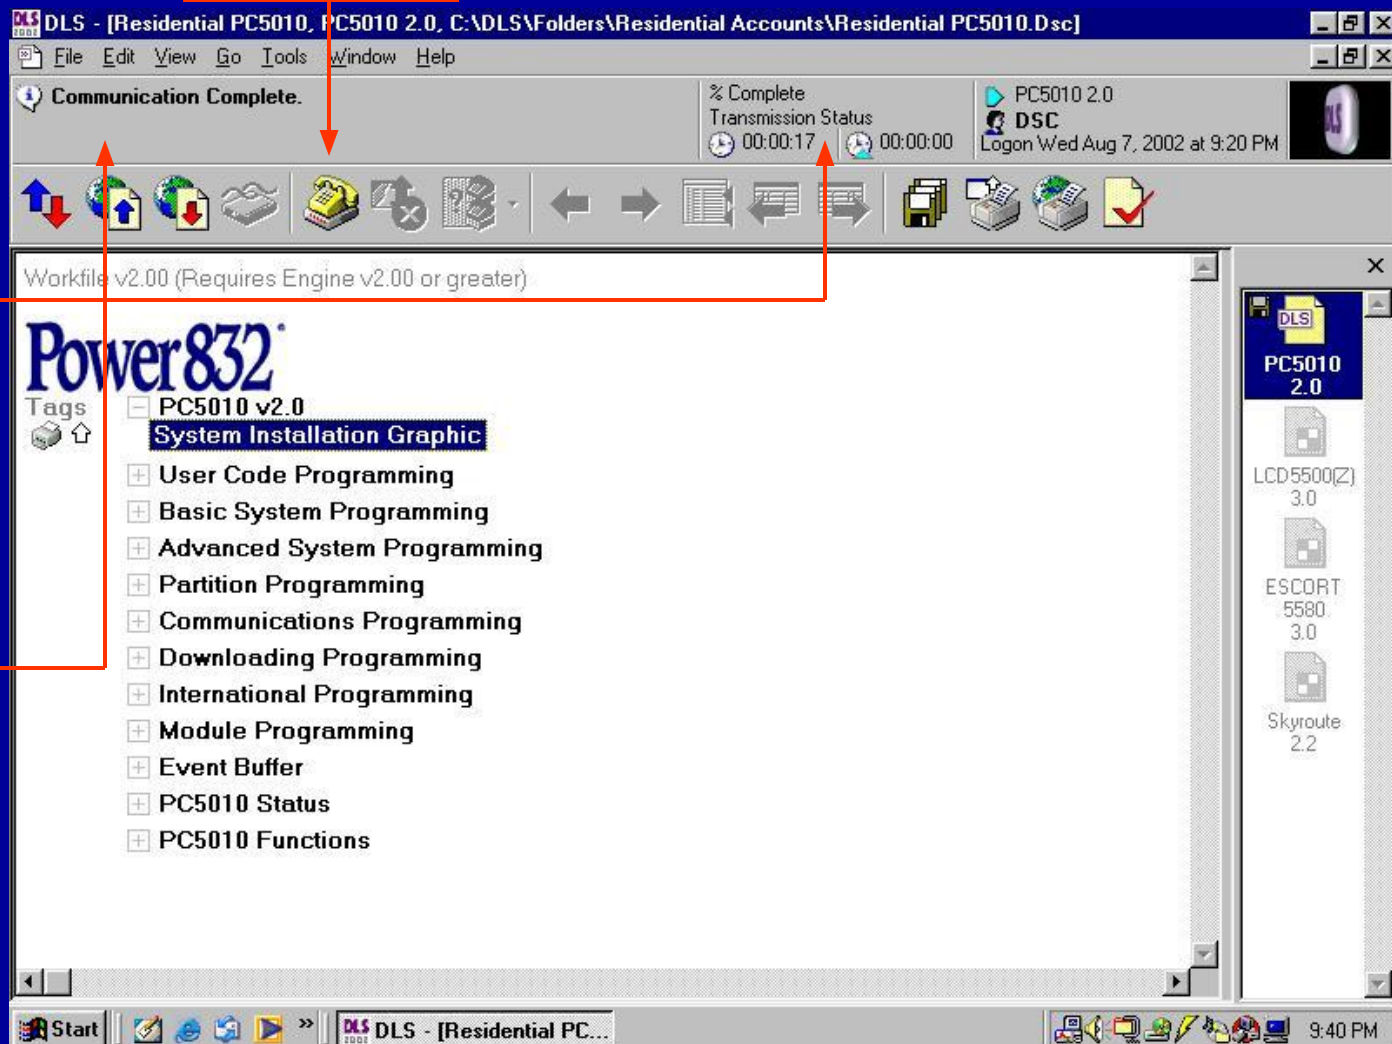 DLS 2002 DLS - [Residential PC5010, PC5010 2.0, C:\DLS\Folders\Residential Accounts\Residential PC5010.Dsc]
File Edit View Go Tools Window Help
Communication Complete.
% Complete
Transmission Status
00:00:17 00:00:00
PC5010 2.0
DSC
Logon Wed Aug 7, 2002 at 9:20 PM
DLS
Workfile v2.00 (Requires Engine v2.00 or greater)
Power832
Tags
PC5010 v2.0
System Installation Graphic
User Code Programming
Basic System Programming
Advanced System Programming
Partition Programming
Communications Programming
Downloading Programming
International Programming
Module Programming
Event Buffer
PC5010 Status
PC5010 Functions
DLS
PC5010
2.0
LCD5500(Z)
3.0
ESCORT
5580
3.0
Skyroute
2.2
Start
DLS 2002 DLS - [Residential PC...
9:40 PM